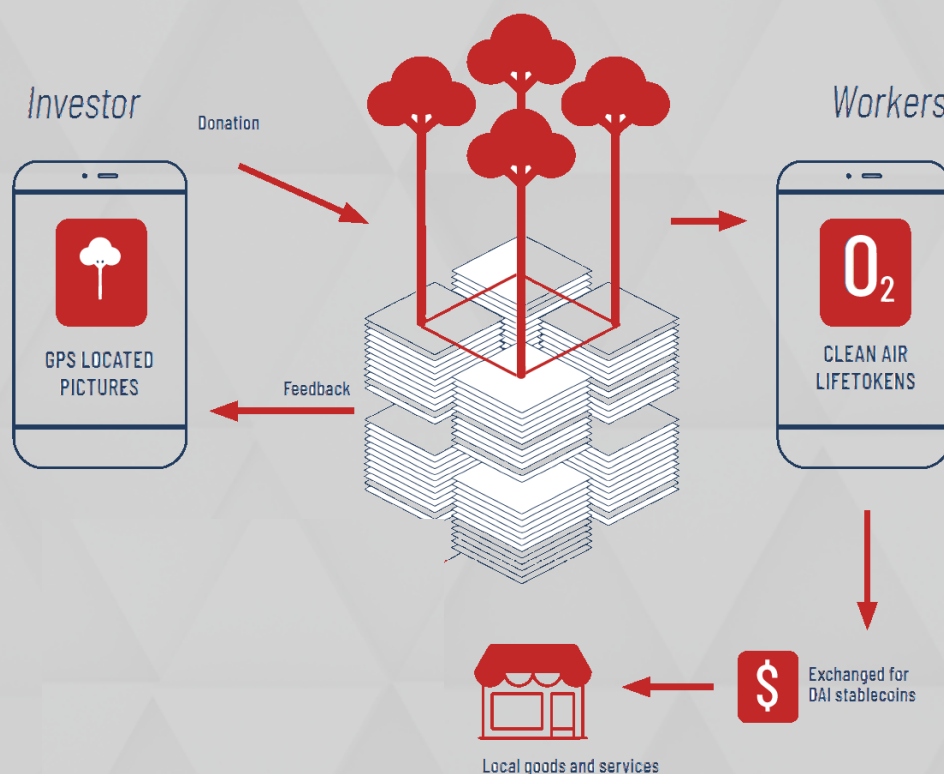 Investor
Donation
Workers
GPS LOCATED
PICTURES
Feedback
O2
CLEAN AIR
LIFETOKENS
$
Exchanged for
DAI stablecoins
Local goods and services